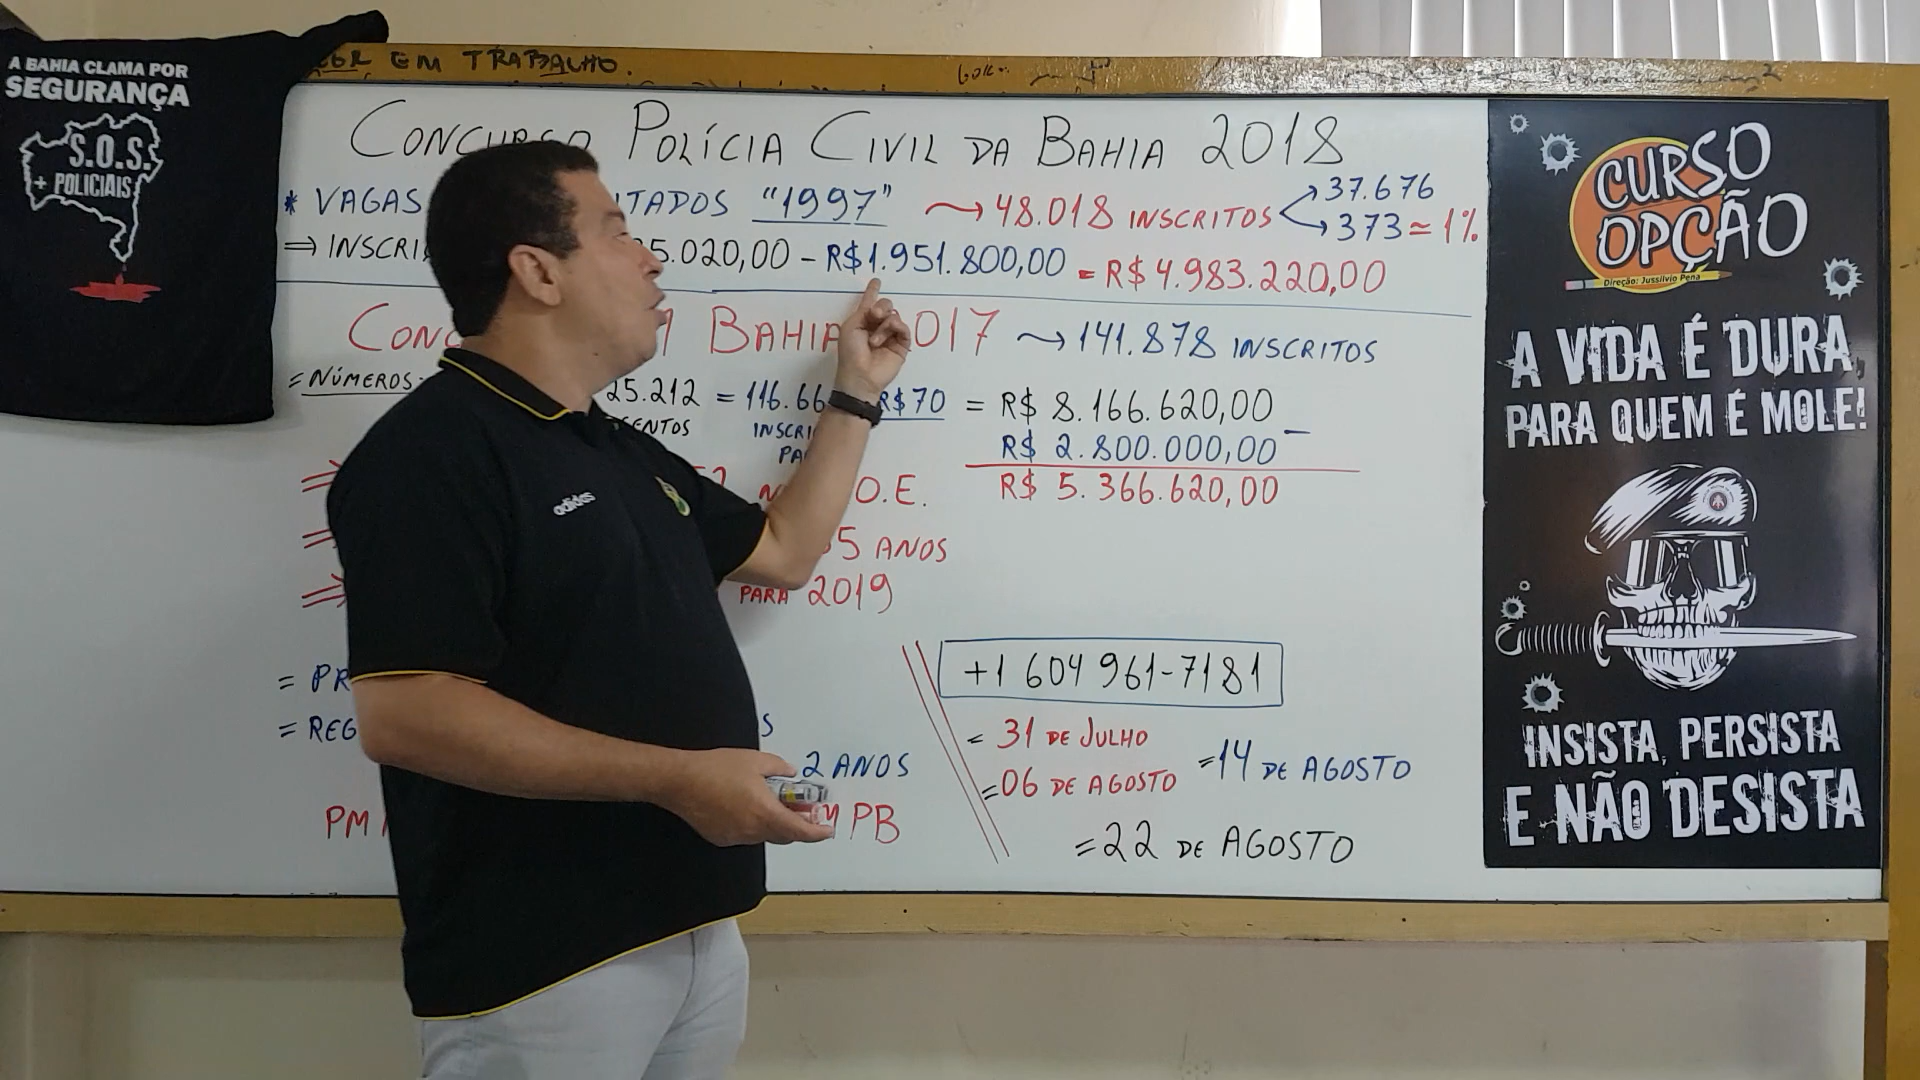 A BAHIA CLAMA POR
SEGURANÇA
S.O.S.
+ POLICIAIS
EM TRABALHO.
CONCURSO POLÍCIA CIVIL DA BAHIA 2018
* VAGAS TADOS "1997" → 48.018 INSCRITOS
37.676
373 ≈ 1%
⇒ INSCRI 5.020,00 - R$1.951.800,00 = R$ 4.983.220,00
CONC BAHIA 2017 → 141.878 INSCRITOS
= NÚMEROS- 25.212 = 116.66 R$70 = R$ 8.166.620,00
ENTOS INSCRI R$ 2.800.000,00 -
PA
O.E. R$ 5.366.620,00
5 ANOS
PARA 2019
= PR
= REG S
2 ANOS
PM PB
+1 604 961-7181
= 31 DE JULHO
= 06 DE AGOSTO = 14 DE AGOSTO
= 22 DE AGOSTO
adidas
CURSO
OPÇÃO
Direção: Jussilvio Pena
A VIDA É DURA,
PARA QUEM É MOLE!
INSISTA, PERSISTA
E NÃO DESISTA